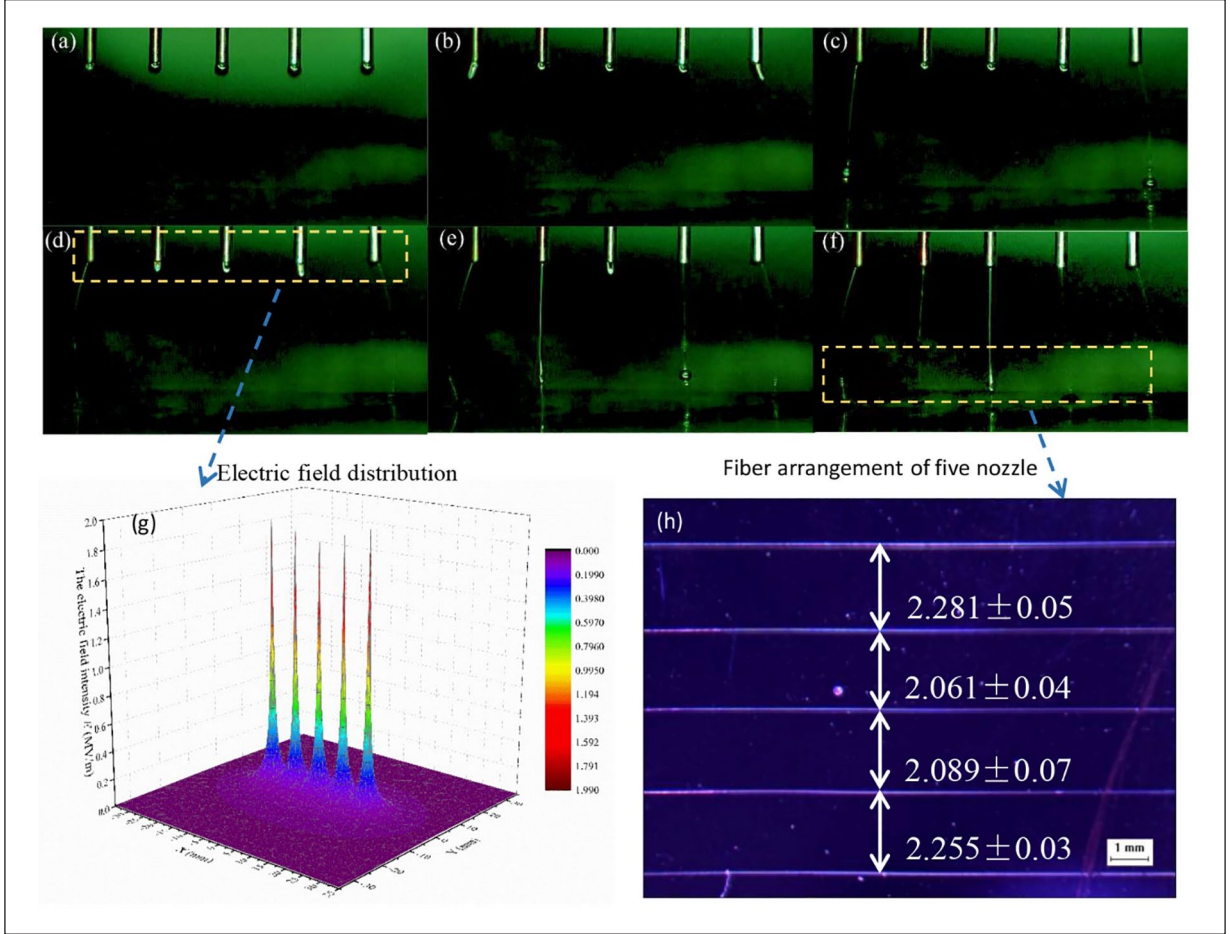 (a)
(b)
(c)
(d)
(e)
(f)
Electric field distribution
Fiber arrangement of five nozzle
(g)
2.0
1.8
1.6
1.4
1.2
1.0
0.8
0.6
0.4
0.2
0.0
The electric field intensity E (MV/m)
X (mm)
Y (mm)
0.000
0.1990
0.3980
0.5970
0.7960
0.9950
1.194
1.393
1.592
1.791
1.990
(h)
2.281±0.05
2.061±0.04
2.089±0.07
2.255±0.03
1 mm